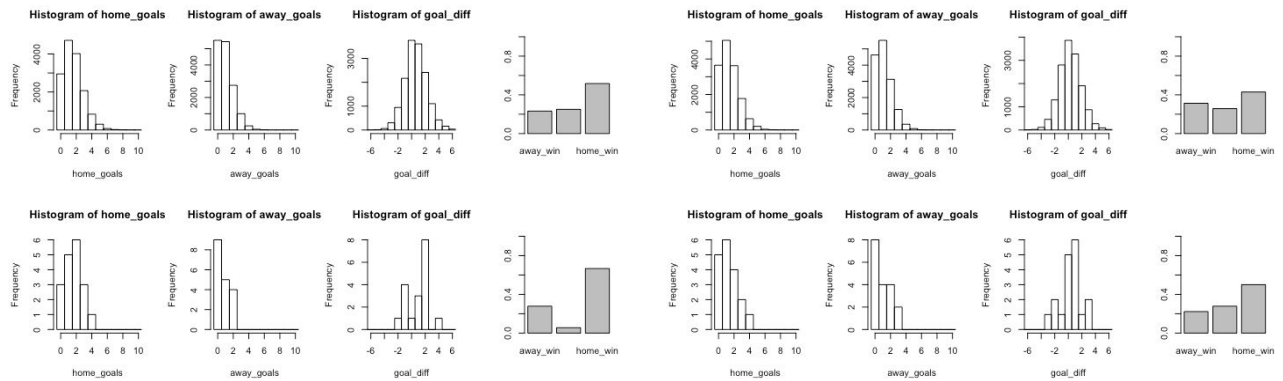 Histogram of home_goals Histogram of away_goals Histogram of goal_diff
Frequency
0 2000 4000
0 2 4 6 8 10
home_goals
Frequency
0 2000 4000
0 2 4 6 8 10
away_goals
Frequency
0 1000 3000
-6 -2 0 2 4 6
goal_diff
0.0 0.4 0.8
away_win home_win
Histogram of home_goals Histogram of away_goals Histogram of goal_diff
Frequency
0 2000 4000
0 2 4 6 8 10
home_goals
Frequency
0 2000 4000
0 2 4 6 8 10
away_goals
Frequency
0 1000 3000
-6 -2 0 2 4 6
goal_diff
0.0 0.4 0.8
away_win home_win
Histogram of home_goals Histogram of away_goals Histogram of goal_diff
Frequency
0 1 2 3 4 5 6
0 2 4 6 8 10
home_goals
Frequency
0 2 4 6 8
0 2 4 6 8 10
away_goals
Frequency
0 2 4 6 8
-6 -2 0 2 4 6
goal_diff
0.0 0.4 0.8
away_win home_win
Histogram of home_goals Histogram of away_goals Histogram of goal_diff
Frequency
0 1 2 3 4 5 6
0 2 4 6 8 10
home_goals
Frequency
0 2 4 6 8
0 2 4 6 8 10
away_goals
Frequency
0 1 2 3 4 5 6
-6 -2 0 2 4 6
goal_diff
0.0 0.4 0.8
away_win home_win